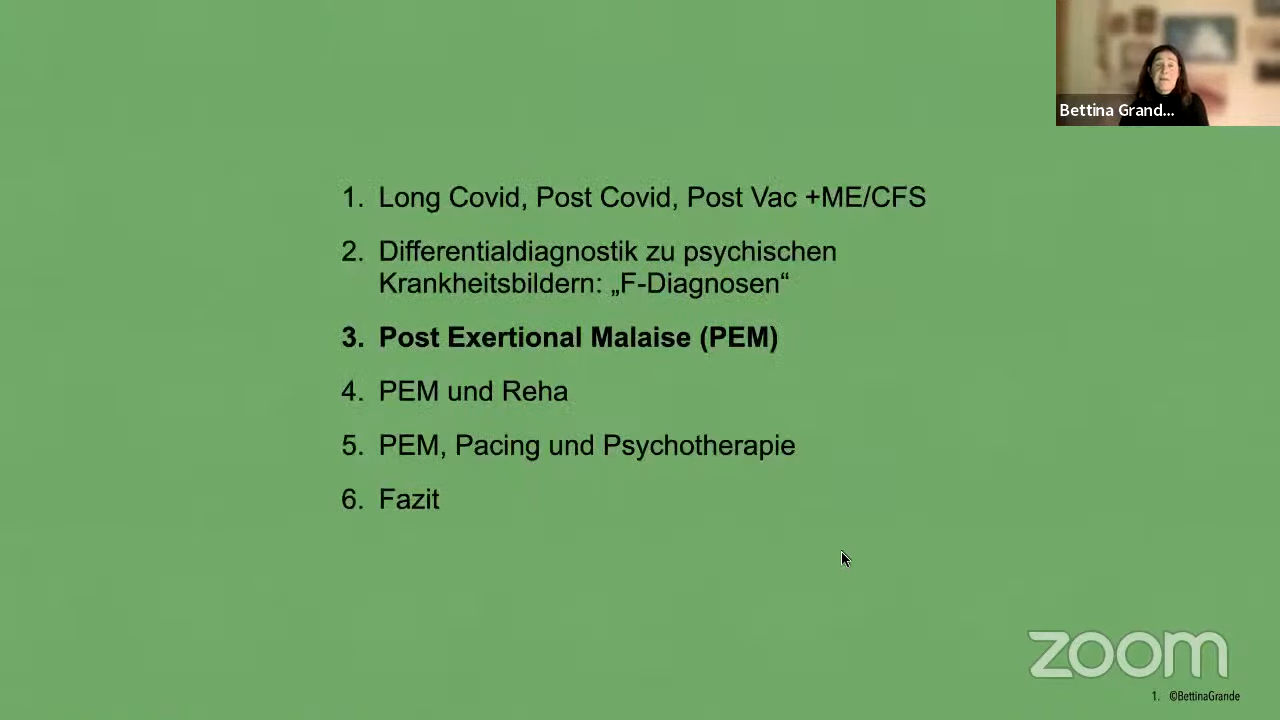 Bettina Grand...
1. Long Covid, Post Covid, Post Vac +ME/CFS
2. Differentialdiagnostik zu psychischen
Krankheitsbildern: „F-Diagnosen“
3. Post Exertional Malaise (PEM)
4. PEM und Reha
5. PEM, Pacing und Psychotherapie
6. Fazit
zoom
1. ©BettinaGrande